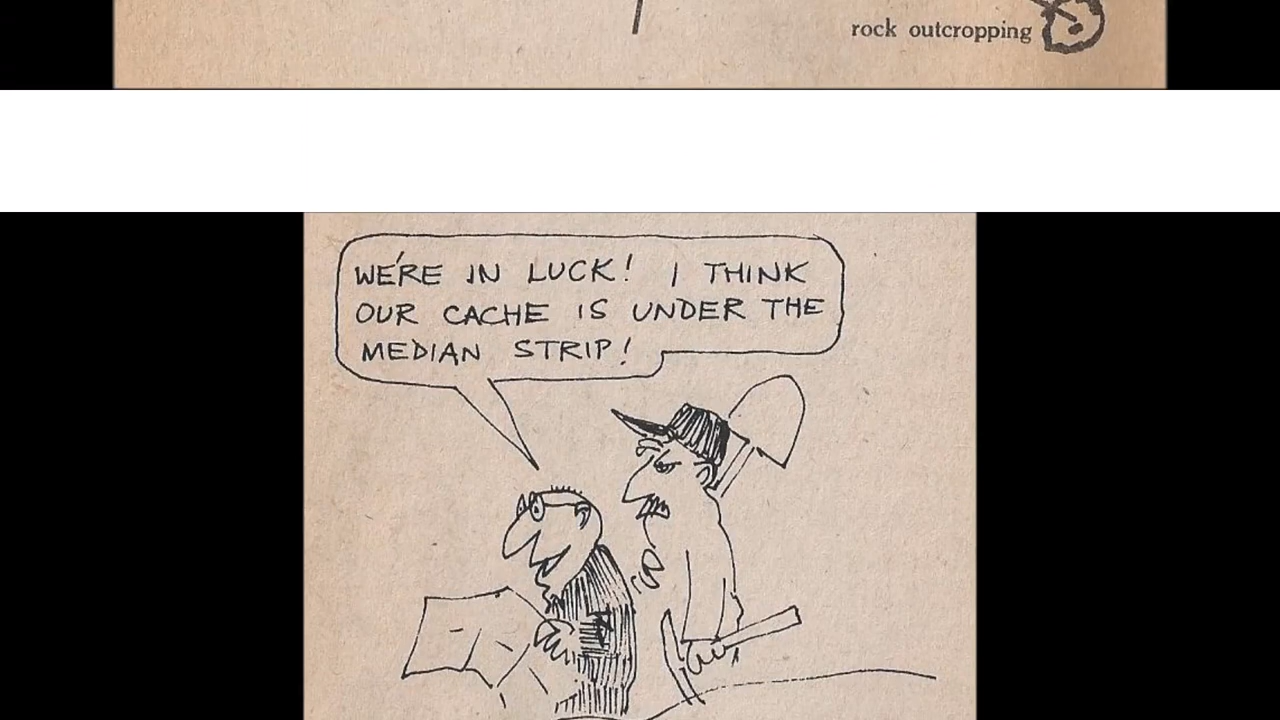 rock outcropping
WE'RE IN LUCK! I THINK
OUR CACHE IS UNDER THE
MEDIAN STRIP!